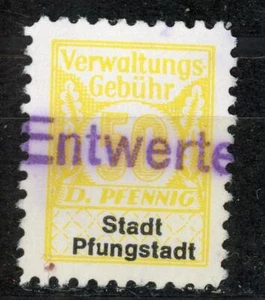 Verwaltungs-
Gebühr
50
Entwerte
D. PFENNIG
Stadt
Pfungstadt